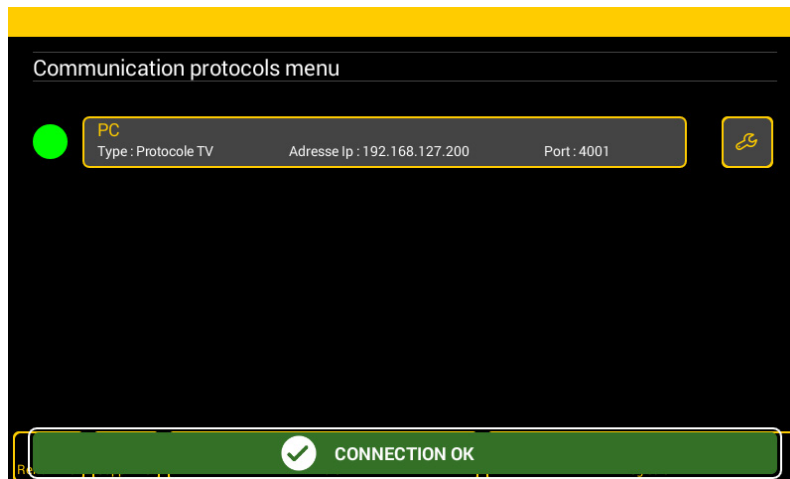 Communication protocols menu
PC
Type : Protocole TV Adresse Ip : 192.168.127.200 Port : 4001
CONNECTION OK